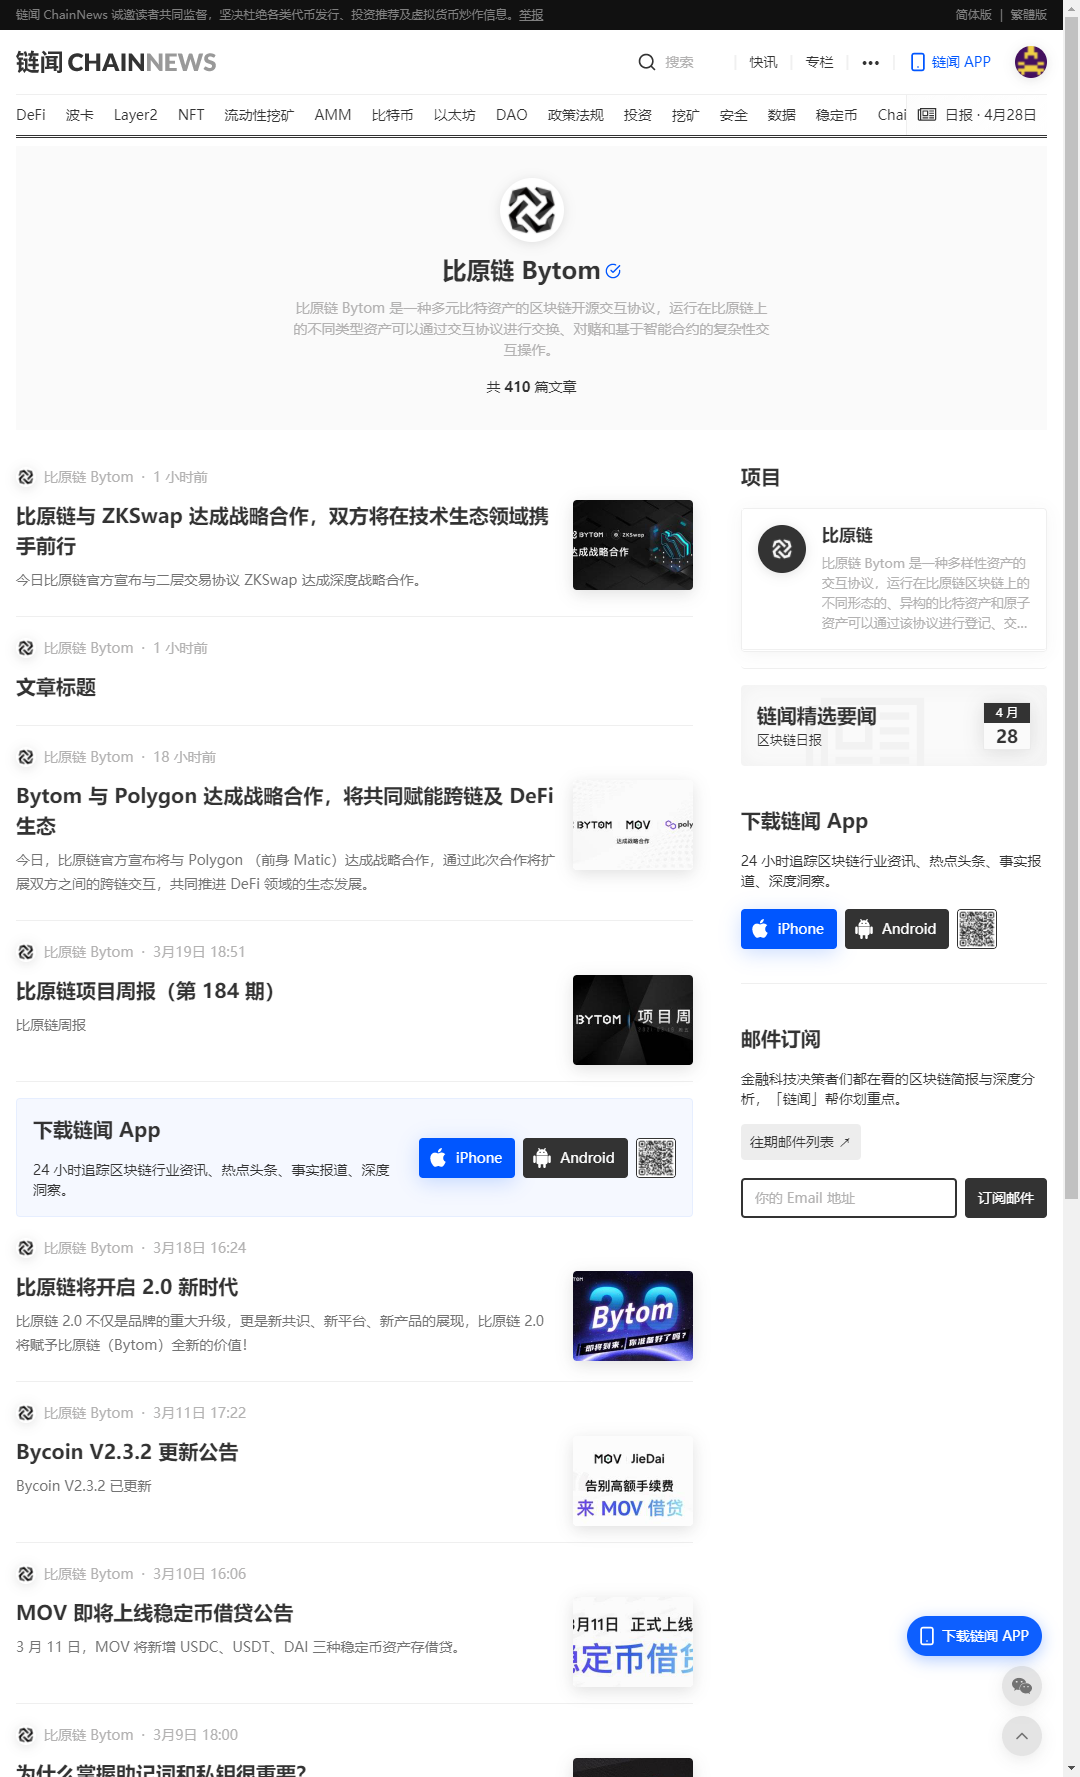 链闻 ChainNews 诚邀读者共同监督，坚决杜绝各类代币发行、投资推荐及虚拟货币炒作信息。举报
简体版 | 繁體版
链闻 CHAINNEWS
搜索
快讯
专栏
链闻 APP
DeFi 波卡 Layer2 NFT 流动性挖矿 AMM 比特币 以太坊 DAO 政策法规 投资 挖矿 安全 数据 稳定币 Chai
日报 · 4月28日
比原链 Bytom
比原链 Bytom 是一种多元比特资产的区块链开源交互协议，运行在比原链上
的不同类型资产可以通过交互协议进行交换、对赌和基于智能合约的复杂性交
互操作。
共 410 篇文章
比原链 Bytom · 1 小时前
比原链与 ZKSwap 达成战略合作，双方将在技术生态领域携
手前行
今日比原链官方宣布与二层交易协议 ZKSwap 达成深度战略合作。
BYTOM ZKSwap
达成战略合作
比原链 Bytom · 1 小时前
文章标题
比原链 Bytom · 18 小时前
Bytom 与 Polygon 达成战略合作，将共同赋能跨链及 DeFi
生态
今日，比原链官方宣布将与 Polygon （前身 Matic）达成战略合作，通过此次合作将扩
展双方之间的跨链交互，共同推进 DeFi 领域的生态发展。
BYTOM MOV poly
达成战略合作
比原链 Bytom · 3月19日 18:51
比原链项目周报（第 184 期）
比原链周报
BYTOM 项目周
比原链 Bytom · 3月18日 16:24
下载链闻 App
24 小时追踪区块链行业资讯、热点头条、事实报道、深度
洞察。
iPhone
Android
比原链将开启 2.0 新时代
比原链 2.0 不仅是品牌的重大升级，更是新共识、新平台、新产品的展现，比原链 2.0
将赋予比原链（Bytom）全新的价值！
2.0
Bytom
即将到来，你准备好了吗？
比原链 Bytom · 3月11日 17:22
Bycoin V2.3.2 更新公告
Bycoin V2.3.2 已更新
MOV JieDai
告别高额手续费
来 MOV 借贷
比原链 Bytom · 3月10日 16:06
MOV 即将上线稳定币借贷公告
3 月 11 日，MOV 将新增 USDC、USDT、DAI 三种稳定币资产存借贷。
3月11日 正式上线
稳定币借贷
比原链 Bytom · 3月9日 18:00
为什么掌握助记词和私钥很重要？
项目
比原链
比原链 Bytom 是一种多样性资产的
交互协议，运行在比原链区块链上的
不同形态的、异构的比特资产和原子
资产可以通过该协议进行登记、交...
链闻精选要闻
区块链日报
4 月
28
下载链闻 App
24 小时追踪区块链行业资讯、热点头条、事实报
道、深度洞察。
iPhone
Android
邮件订阅
金融科技决策者们都在看的区块链简报与深度分
析，「链闻」帮你划重点。
往期邮件列表 ↗
你的 Email 地址
订阅邮件
下载链闻 APP